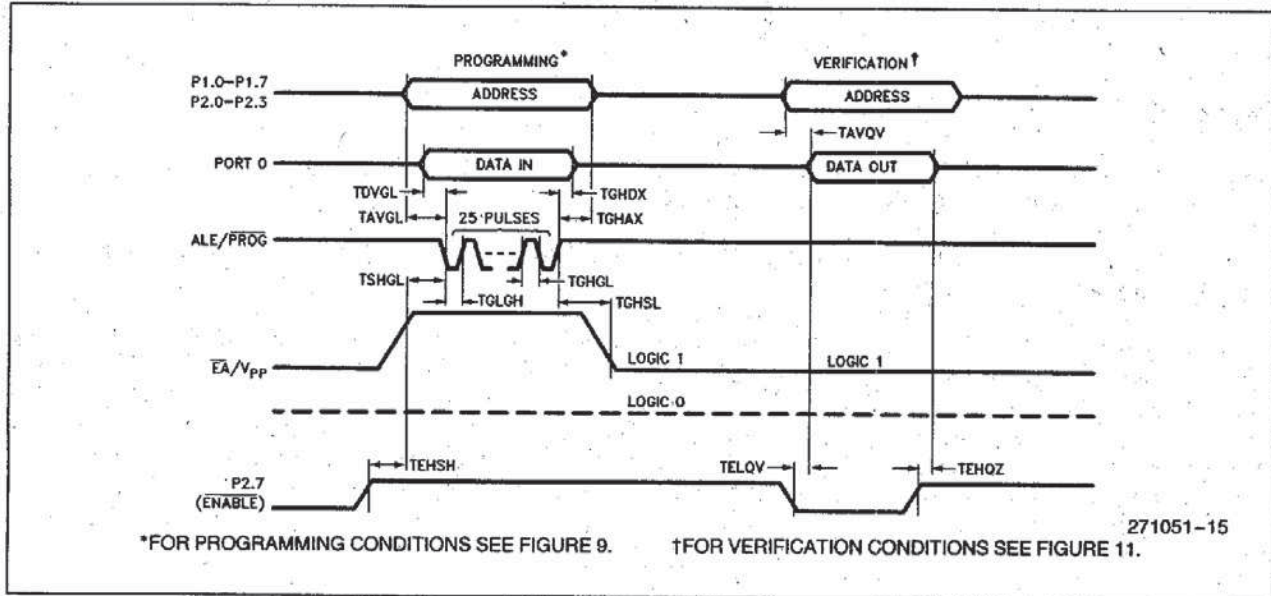 PROGRAMMING*
VERIFICATION†
P1.0–P1.7
P2.0–P2.3
ADDRESS
ADDRESS
TAVQV
PORT 0
DATA IN
DATA OUT
TDVGL
TGHDX
TAVGL
25 PULSES
TGHAX
ALE/PROG
TSHGL
TGHGL
TGLGH
TGHSL
EA/VPP
LOGIC 1
LOGIC 1
LOGIC 0
TEHSH
TELQV
TEHQZ
P2.7
(ENABLE)
271051–15
*FOR PROGRAMMING CONDITIONS SEE FIGURE 9.
†FOR VERIFICATION CONDITIONS SEE FIGURE 11.